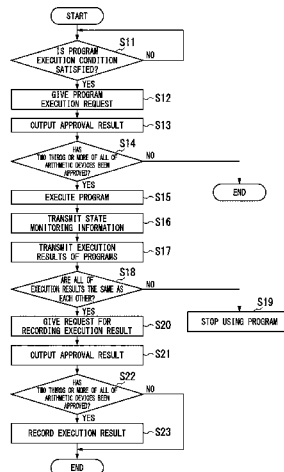 START
S11
IS PROGRAM
EXECUTION CONDITION
SATISFIED?
NO
YES
S12
GIVE PROGRAM
EXECUTION REQUEST
OUTPUT APPROVAL RESULT
S13
S14
HAS
TWO THIRDS OR MORE OF ALL OF
ARITHMETIC DEVICES BEEN
APPROVED?
NO
YES
END
EXECUTE PROGRAM
S15
TRANSMIT STATE
MONITORING INFORMATION
S16
TRANSMIT EXECUTION
RESULTS OF PROGRAMS
S17
S18
ARE ALL OF
EXECUTION RESULTS THE SAME AS
EACH OTHER?
NO
YES
S19
STOP USING PROGRAM
GIVE REQUEST FOR
RECORDING EXECUTION RESULT
S20
OUTPUT APPROVAL RESULT
S21
S22
HAS
TWO THIRDS OR MORE OF ALL OF
ARITHMETIC DEVICES BEEN
APPROVED?
NO
YES
RECORD EXECUTION RESULT
S23
END